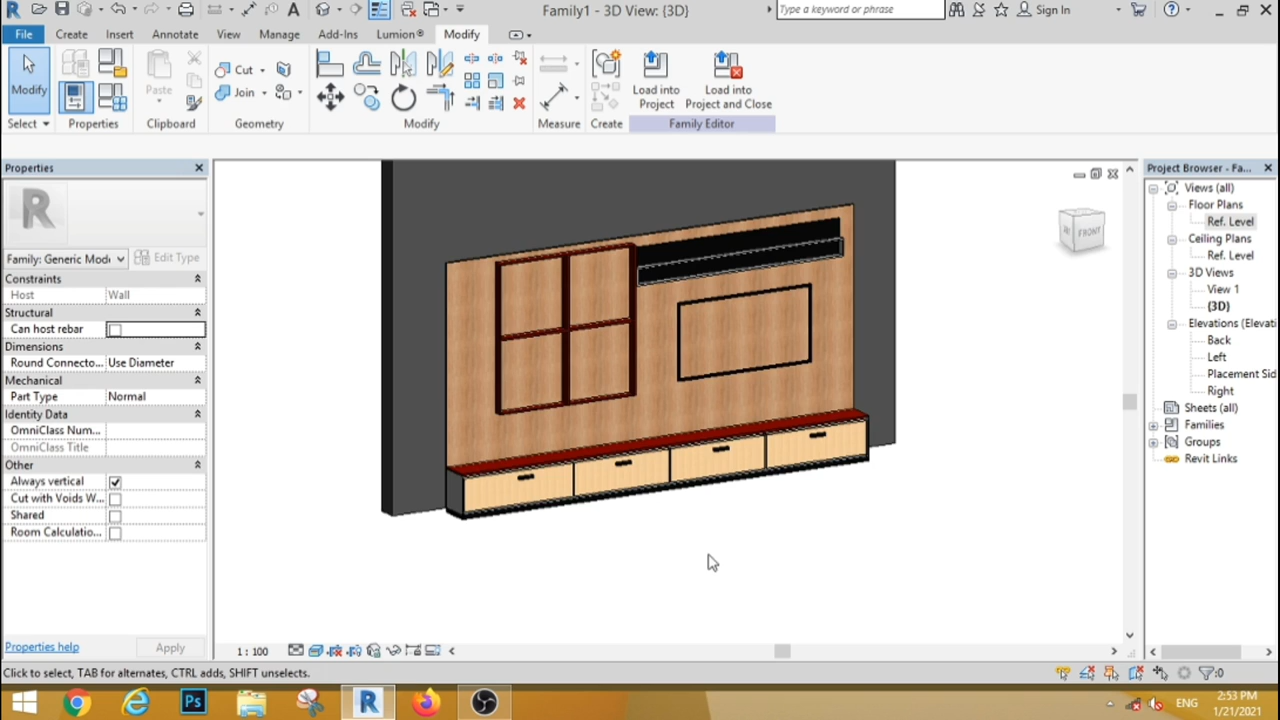 Family1 - 3D View: {3D}
Type a keyword or phrase
Sign In
File
Create
Insert
Annotate
View
Manage
Add-Ins
Lumion®
Modify
Modify
Paste
Cut
Join
Load into
Project
Load into
Project and Close
Select
Properties
Clipboard
Geometry
Modify
Measure
Create
Family Editor
Properties
Family: Generic Mode
Edit Type
Constraints
Host Wall
Structural
Can host rebar
Dimensions
Round Connecto... Use Diameter
Mechanical
Part Type Normal
Identity Data
OmniClass Num...
OmniClass Title
Other
Always vertical
Cut with Voids W...
Shared
Room Calculatio...
Properties help
Apply
FRONT
Project Browser - Fa...
Views (all)
Floor Plans
Ref. Level
Ceiling Plans
Ref. Level
3D Views
View 1
{3D}
Elevations (Elevati
Back
Left
Placement Sid
Right
Sheets (all)
Families
Groups
Revit Links
1 : 100
Click to select, TAB for alternates, CTRL adds, SHIFT unselects.
:0
Ps
ENG
2:53 PM
1/21/2021